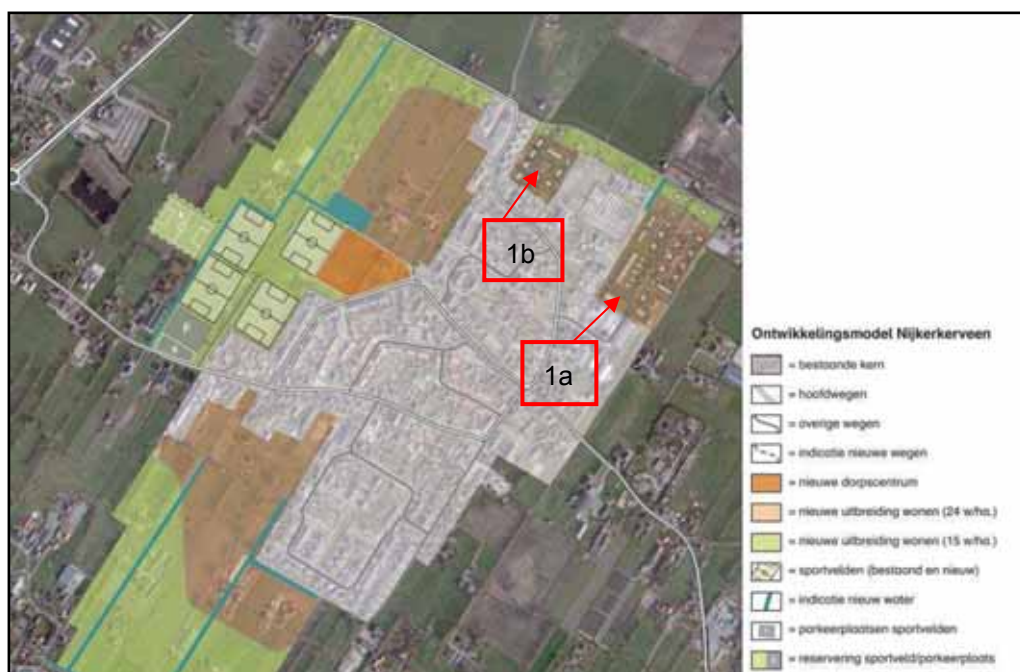 1b
1a
Ontwikkelingsmodel Nijkerkerveen
= bestaande kern
= hoofdwegen
= overige wegen
= indicatie nieuwe wegen
= nieuwe dorpscentrum
= nieuwe uitbreiding wonen (24 w/ha.)
= nieuwe uitbreiding wonen (15 w/ha.)
= sportvelden (bestaand en nieuw)
= indicatie nieuw water
= parkeerplaatsen sportvelden
= reservering sportveld/parkeerplaats